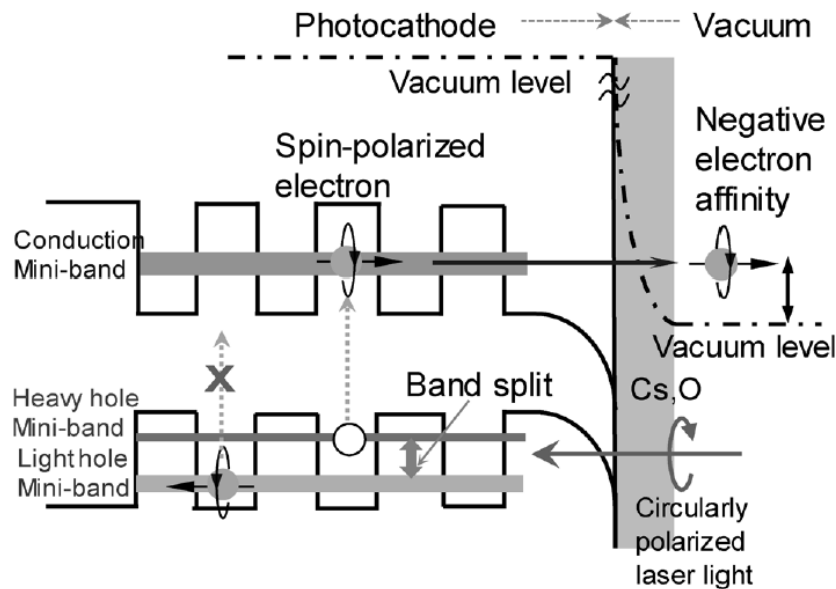 Photocathode
Vacuum
Vacuum level
Spin-polarized
electron
Negative
electron
affinity
Conduction
Mini-band
Vacuum level
Heavy hole
Mini-band
Light hole
Mini-band
Band split
Cs,O
Circularly
polarized
laser light
X